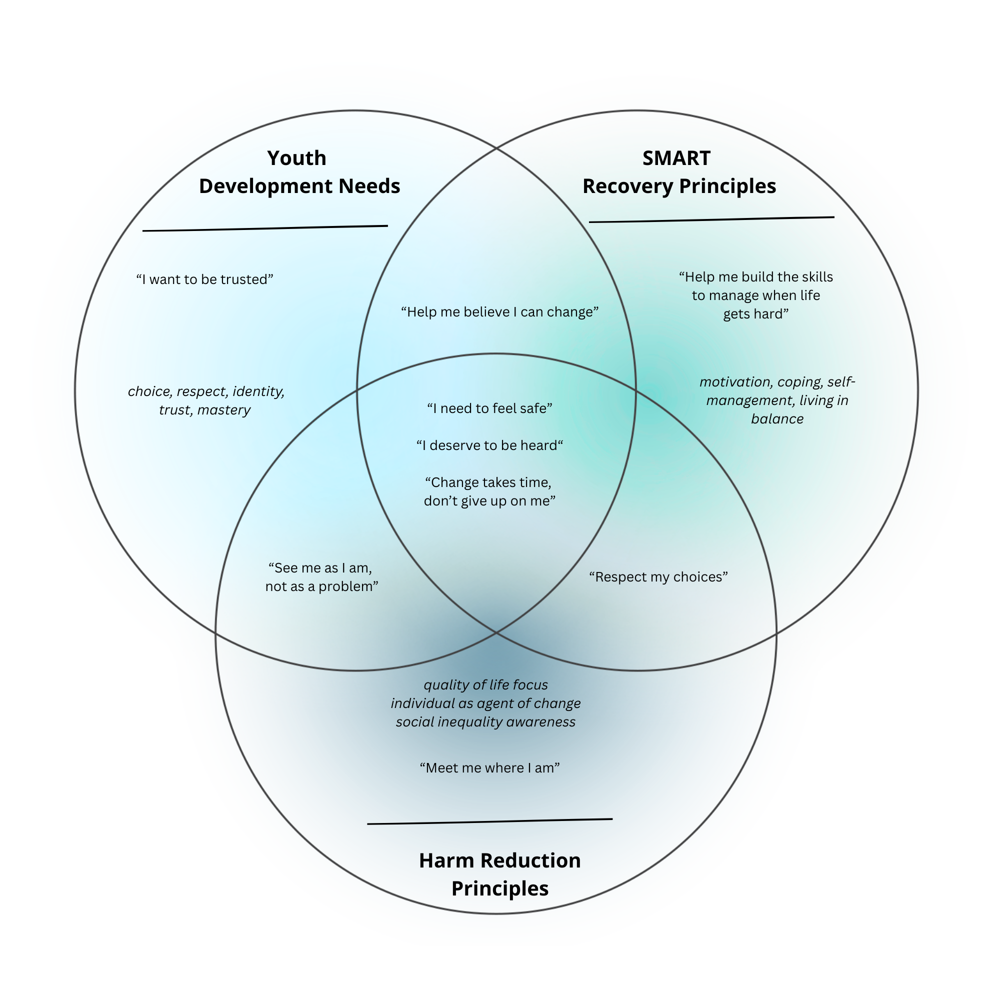 Youth
Development Needs
SMART
Recovery Principles
“I want to be trusted”
“Help me build the skills
to manage when life
gets hard”
“Help me believe I can change”
choice, respect, identity,
trust, mastery
motivation, coping, self-
management, living in
balance
“I need to feel safe”
“I deserve to be heard“
“Change takes time,
don’t give up on me”
“See me as I am,
not as a problem”
“Respect my choices”
quality of life focus
individual as agent of change
social inequality awareness
“Meet me where I am”
Harm Reduction
Principles